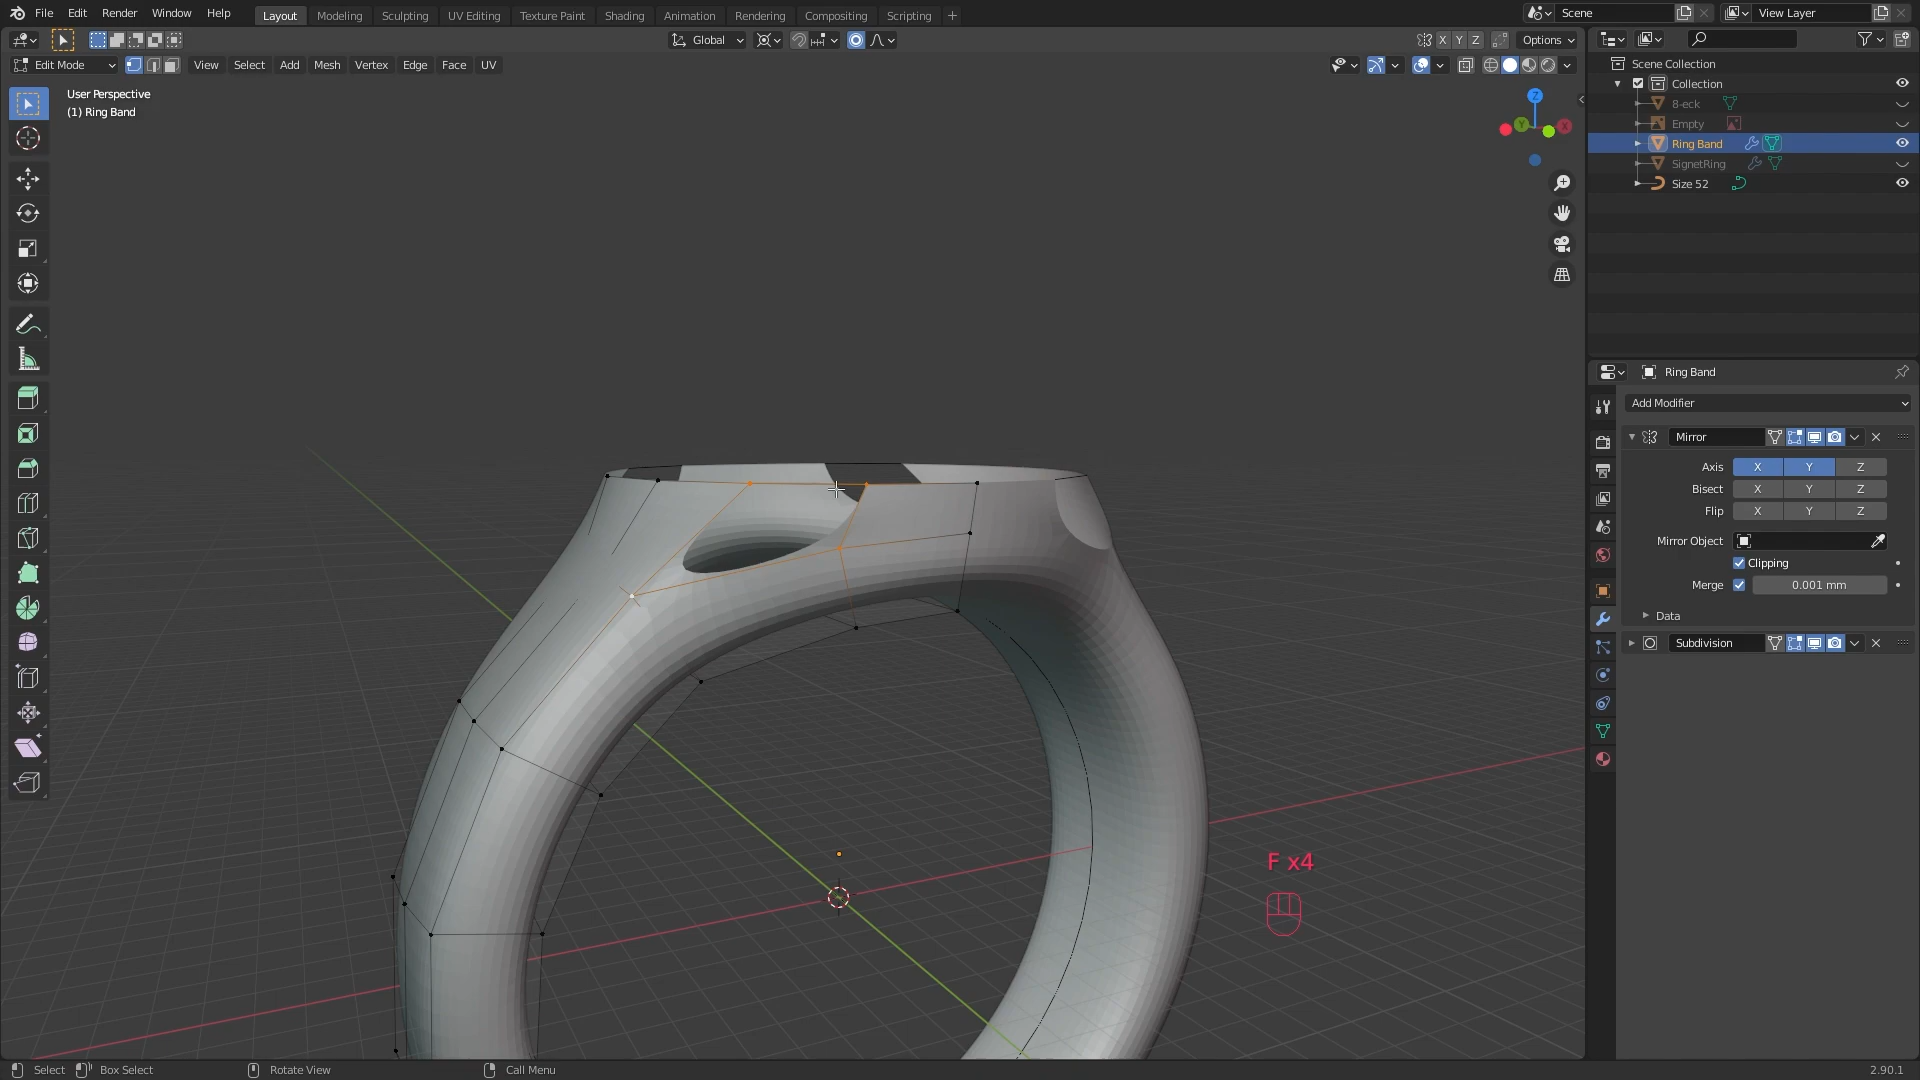 File Edit Render Window Help Layout Modeling Sculpting UV Editing Texture Paint Shading Animation Rendering Compositing Scripting + Scene View Layer
Global X Y Z Options
Edit Mode View Select Add Mesh Vertex Edge Face UV
User Perspective
(1) Ring Band
Z
Y
X
Scene Collection
Collection
8-eck
Empty
Ring Band
SignetRing
Size 52
Ring Band
Add Modifier
Mirror
Axis X Y Z
Bisect X Y Z
Flip X Y Z
Mirror Object
Clipping
Merge 0.001 mm
Data
Subdivision
F x4
Select Box Select Rotate View Call Menu 2.90.1